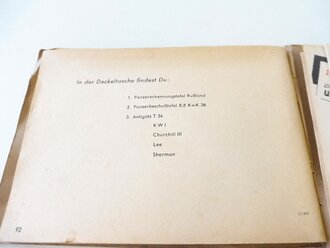 In der Deckeltasche findest Du:
1. Panzererkennungstafel Rußland
2. Panzerbeschußtafel 8,8 KwK 36
3. Antigötz T 34
KW I
Churchill III
Lee
Sherman
92